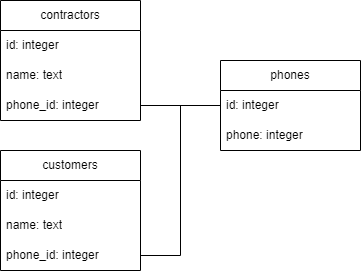 contractors
id: integer
name: text
phone_id: integer
phones
id: integer
phone: integer
customers
id: integer
name: text
phone_id: integer